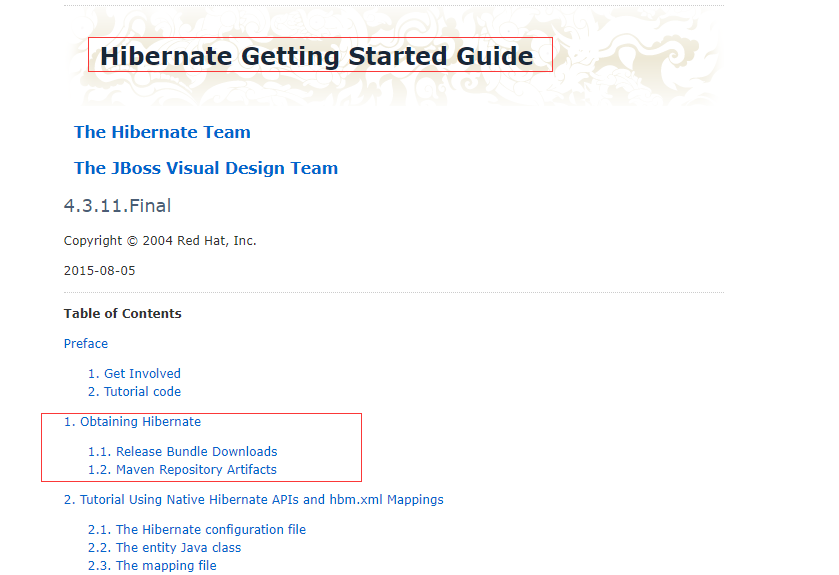 Hibernate Getting Started Guide
The Hibernate Team
The JBoss Visual Design Team
4.3.11.Final
Copyright © 2004 Red Hat, Inc.
2015-08-05
Table of Contents
Preface
1. Get Involved
2. Tutorial code
1. Obtaining Hibernate
1.1. Release Bundle Downloads
1.2. Maven Repository Artifacts
2. Tutorial Using Native Hibernate APIs and hbm.xml Mappings
2.1. The Hibernate configuration file
2.2. The entity Java class
2.3. The mapping file